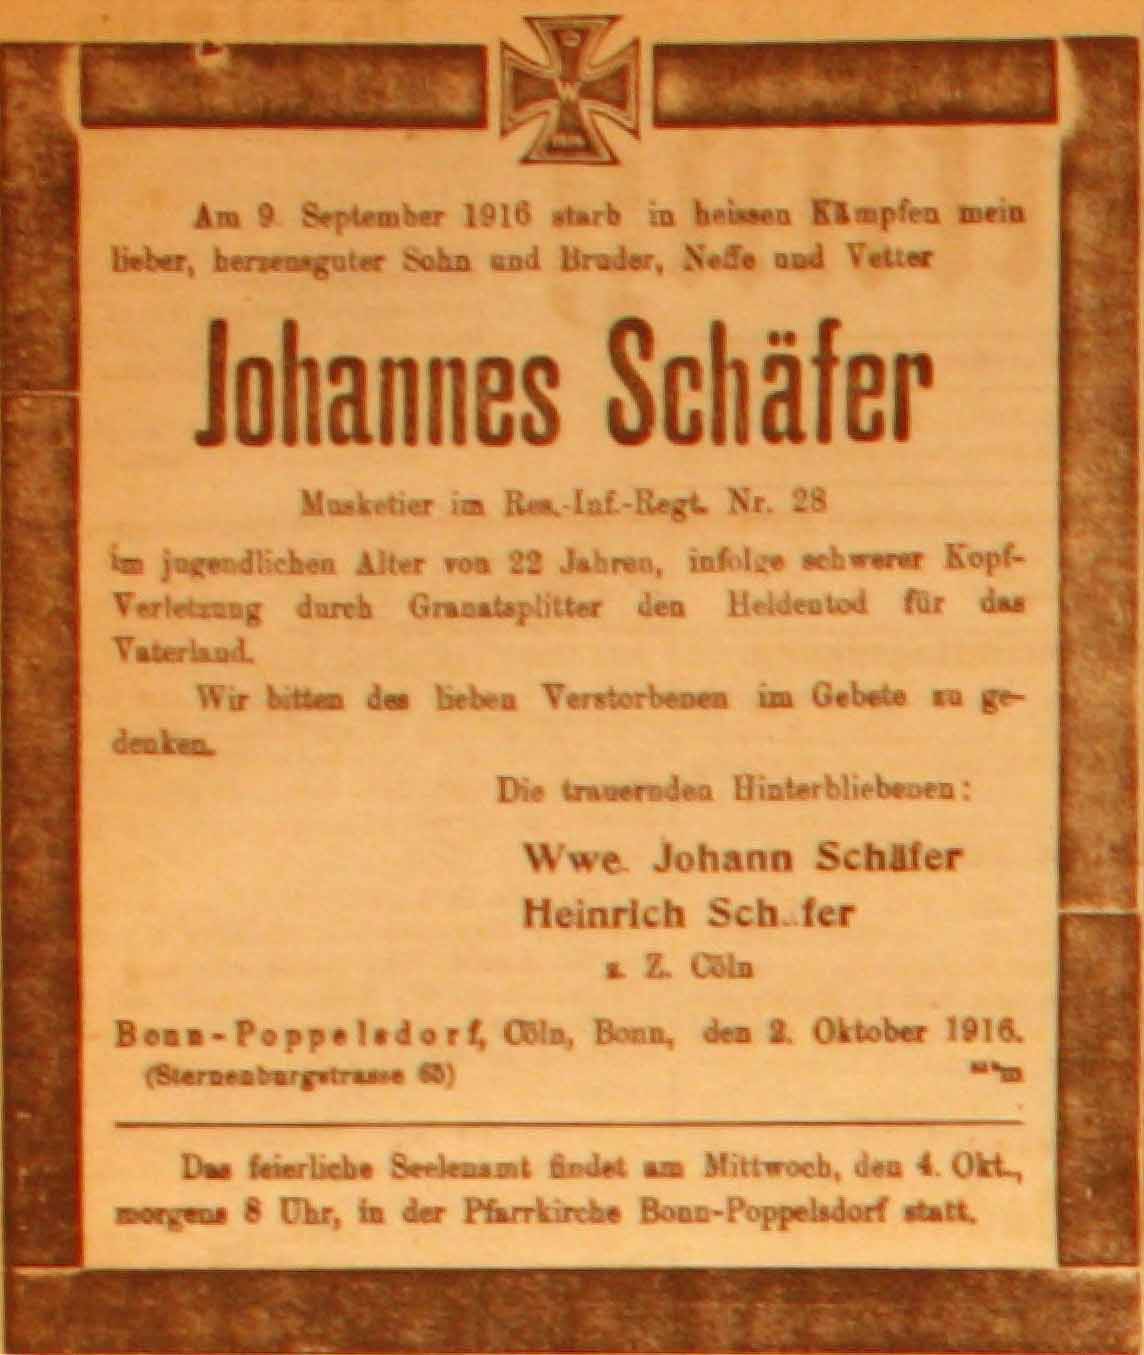 W
Am 9. September 1916 starb in heissen Kämpfen mein
lieber, herzensguter Sohn und Bruder, Neffe und Vetter
Johannes Schäfer
Musketier im Res.-Inf.-Regt. Nr. 28
im jugendlichen Alter von 22 Jahren, infolge schwerer Kopf-
Verletzung durch Granatsplitter den Heldentod für das
Vaterland.
Wir bitten des lieben Verstorbenen im Gebete zu ge-
denken.
Die trauernden Hinterbliebenen:
Wwe. Johann Schäfer
Heinrich Sch fer
z. Z. Cöln
Bonn-Poppelsdorf, Cöln, Bonn, den 2. Oktober 1916.
(Sternenburgstrasse 65)
Das feierliche Seelenamt findet am Mittwoch, den 4. Okt.,
morgens 8 Uhr, in der Pfarrkirche Bonn-Poppelsdorf statt.